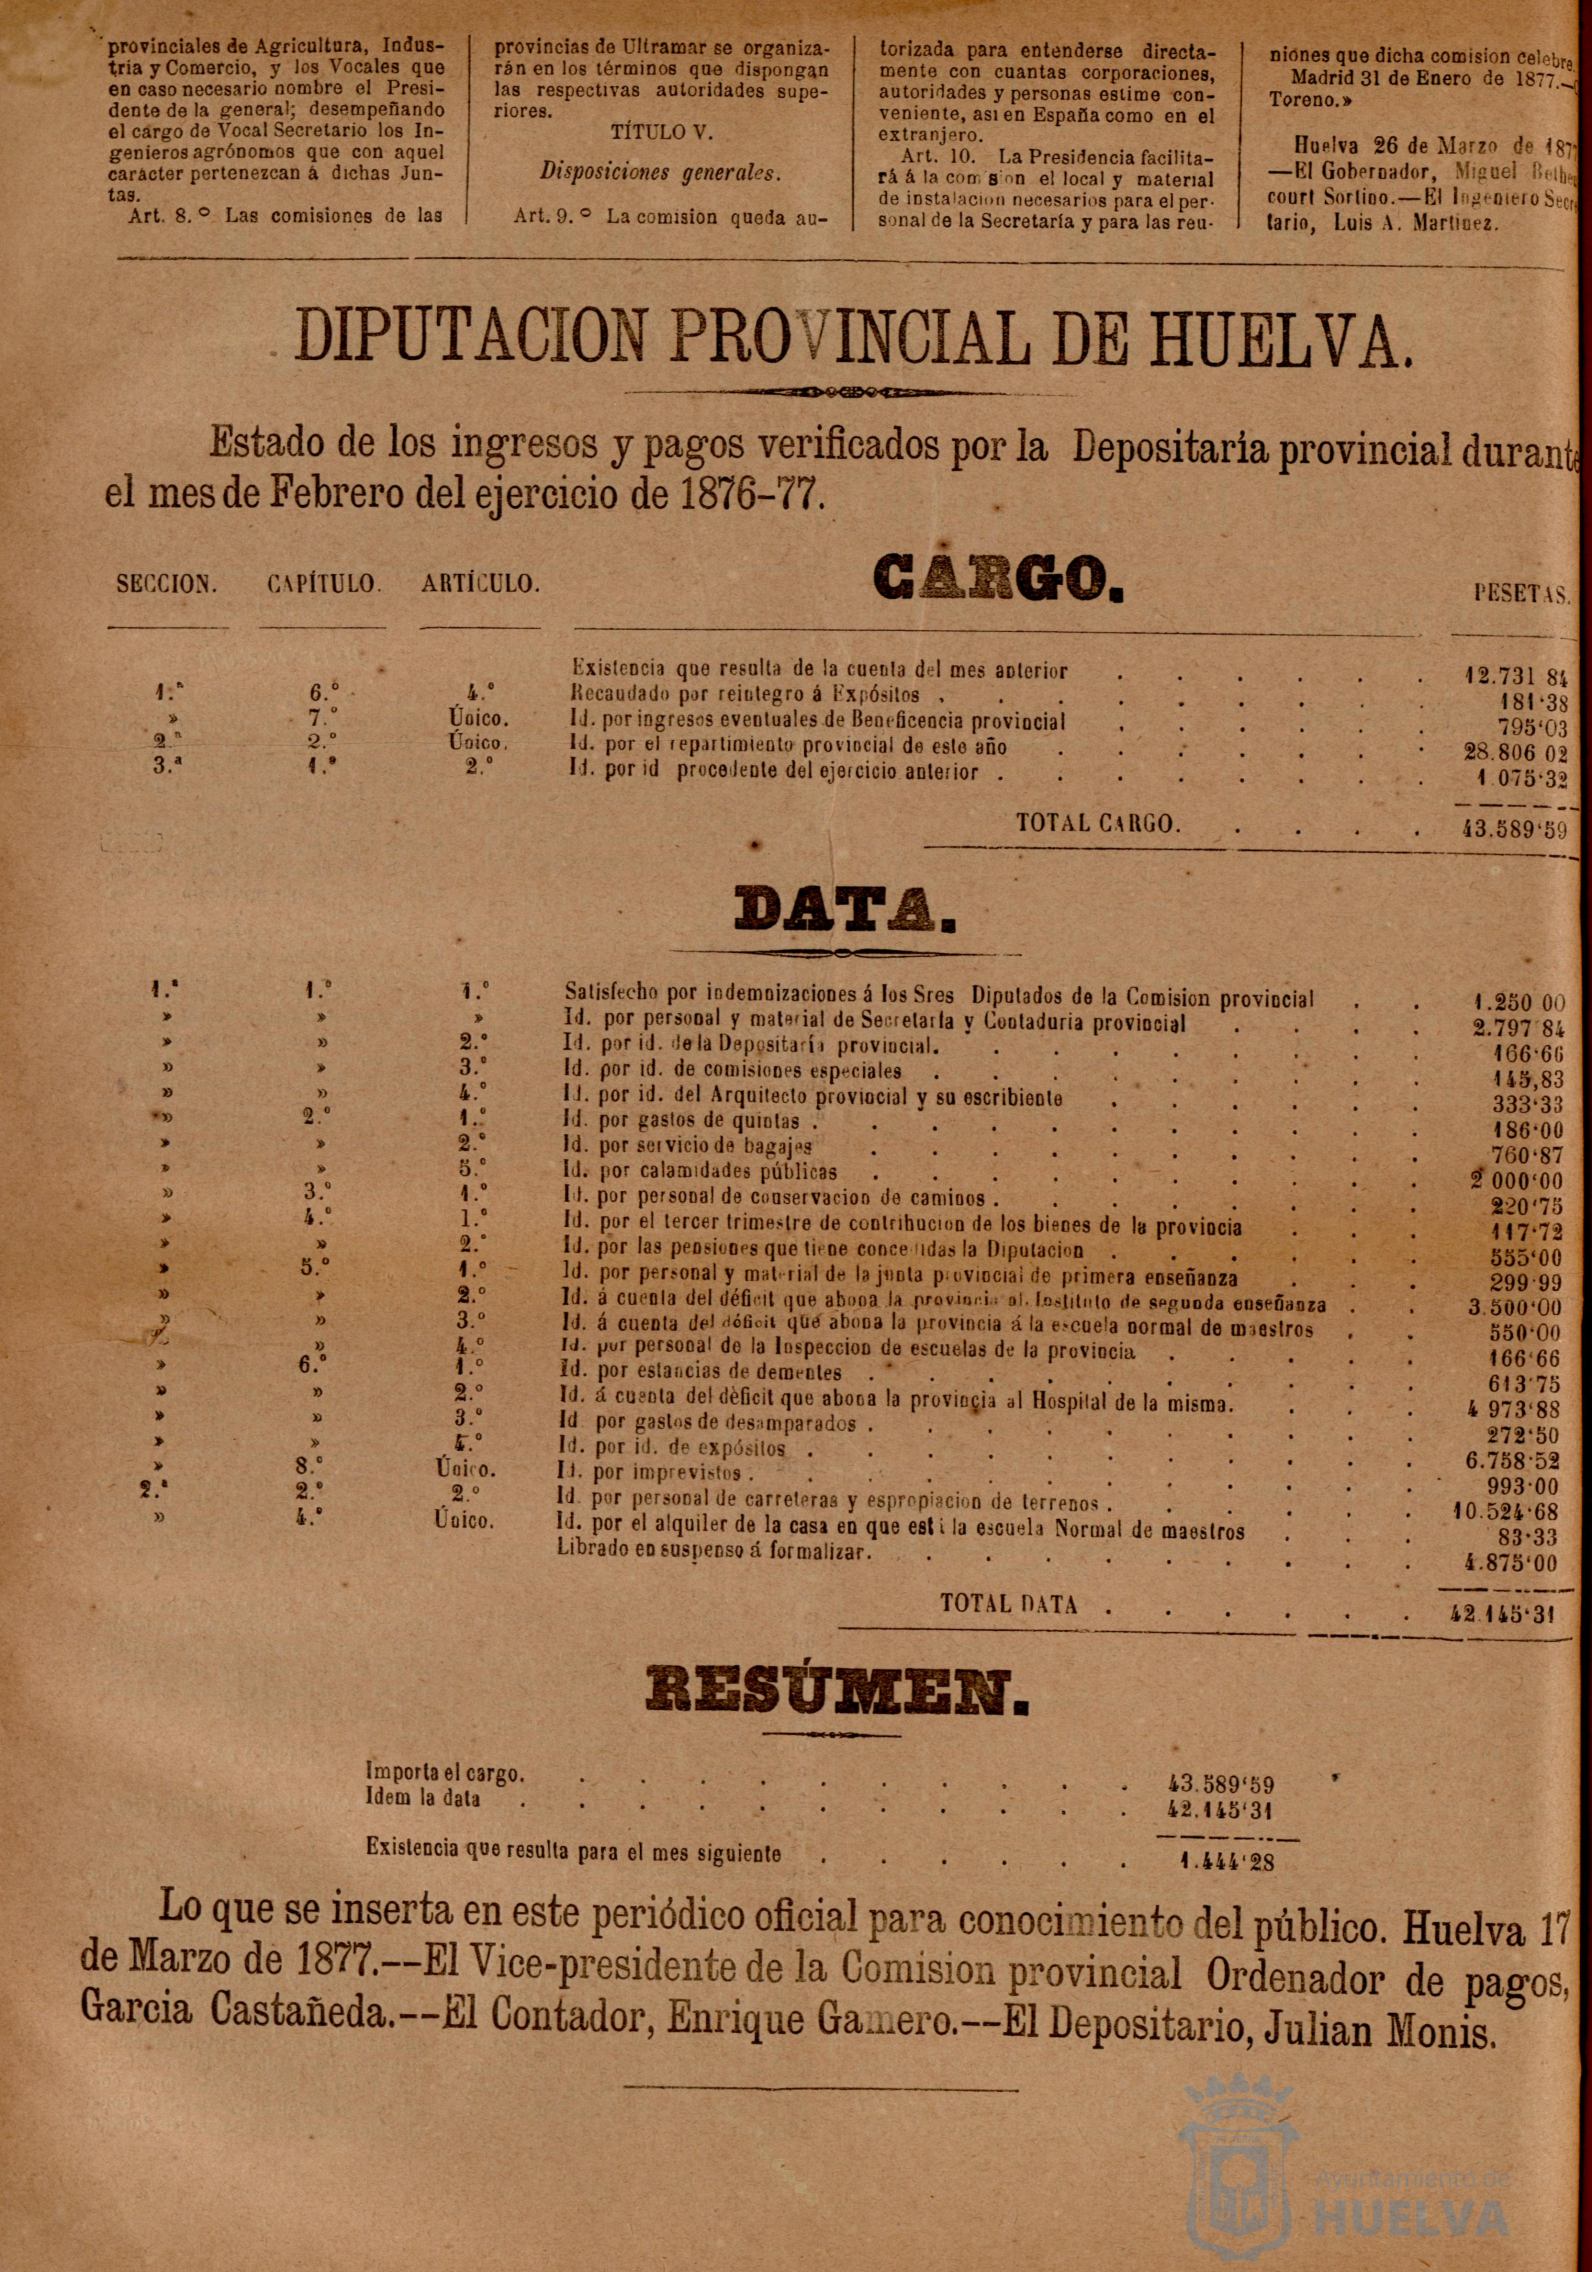 provinciales de Agricultura, Indus-
tria y Comercio, y los Vocales que
en caso necesario nombre el Presi-
dente de la general; desempeñando
el cargo de Vocal Secretario los In-
genieros agrónomos que con aquel
carácter pertenezcan á dichas Jun-
tas.
Art. 8.º Las comisiones de las
provincias de Ultramar se organiza-
rán en los términos que dispongan
las respectivas autoridades supe-
riores.
TÍTULO V.
Disposiciones generales.
Art. 9.º La comision queda au-
torizada para entenderse directa-
mente con cuantas corporaciones,
autoridades y personas estime con-
veniente, asi en España como en el
extranjero.
Art. 10. La Presidencia facilita-
rá á la comision el local y material
de instalacion necesarios para el per-
sonal de la Secretaría y para las reu-
niones que dicha comision celebre.
Madrid 31 de Enero de 1877.—
Toreno.»
Huelva 26 de Marzo de 187
—El Gobernador, Miguel
court Sortino.—El Ingeniero Secre
tario, Luis A. Martinez.
DIPUTACION PROVINCIAL DE HUELVA.
Estado de los ingresos y pagos verificados por la Depositaría provincial durante
el mes de Febrero del ejercicio de 1876-77.
SECCION. CAPÍTULO. ARTÍCULO. CARGO. PESETAS.
Existencia que resulta de la cuenta del mes anterior . . . . . . 12.731 84
1.ª 6.º 4.º Recaudado por reintegro á Expósitos . . . . . . . . 181'38
» 7.º Único. Id. por ingresos eventuales de Beneficencia provincial . . . . . . 795'03
2.ª 2.º Único. Id. por el repartimiento provincial de este año . . . . . . . 28.806 02
3.ª 1.º 2.º Id. por id procedente del ejercicio anterior . . . . . . . . 1 075'32
TOTAL CARGO. . . . . 43.589'59
DATA.
1.ª 1.º 1.º Satisfecho por indemnizaciones á los Sres Diputados de la Comision provincial . . 1.250 00
» » » Id. por personal y material de Secretaría y Contaduria provincial . . . . 2.797 84
» » 2.º Id. por id. de la Depositaría provincial. . . . . . . . . 166'66
» » 3.º Id. por id. de comisiones especiales . . . . . . . . . 145,83
» » 4.º Id. por id. del Arquitecto provincial y su escribiente . . . . . . 333'33
» 2.º 1.º Id. por gastos de quintas . . . . . . . . . . . 186'00
» » 2.º Id. por servicio de bagajes . . . . . . . . . . 760'87
» » 5.º Id. por calamidades públicas . . . . . . . . . . 2 000'00
» 3.º 1.º Id. por personal de conservacion de caminos . . . . . . . . 220'75
» 4.º 1.º Id. por el tercer trimestre de contribucion de los bienes de la provincia . . . 117'72
» » 2.º Id. por las pensiones que tiene concedidas la Diputacion . . . . . . 555'00
» 5.º 1.º Id. por personal y material de la junta provincial de primera enseñanza . . . 299'99
» » 2.º Id. á cuenta del déficit que abona la provincia al Instituto de segunda enseñanza . . 3.500'00
» » 3.º Id. á cuenta del déficit que abona la provincia á la escuela normal de maestros . . 550'00
» » 4.º Id. por personal de la Inspeccion de escuelas de la provincia . . . . . 166'66
» 6.º 1.º Id. por estancias de dementes . . . . . . . . . . 613'75
» » 2.º Id. á cuenta del dèficit que abona la provincia al Hospital de la misma. . . . 4 973'88
» » 3.º Id por gastos de desamparados . . . . . . . . . . 272'50
» » 4.º Id. por id. de expósitos . . . . . . . . . . . 6.758'52
» 8.º Único. Id. por imprevistos . . . . . . . . . . . . 993'00
2.ª 2.º 2.º Id. por personal de carreteras y espropiacion de terrenos . . . . . . 10.524'68
» 4.º Único. Id. por el alquiler de la casa en que está la escuela Normal de maestros . . . 83'33
Librado en suspenso á formalizar. . . . . . . . . . 4.875'00
TOTAL DATA . . . . . . 42.145'31
RESÚMEN.
Importa el cargo. . . . . . . . . . . 43.589'59
Idem la data . . . . . . . . . . . 42.145'31
Existencia que resulta para el mes siguiente . . . . . . 1.444'28
Lo que se inserta en este periódico oficial para conocimiento del público. Huelva 17
de Marzo de 1877.--El Vice-presidente de la Comision provincial Ordenador de pagos,
Garcia Castañeda.--El Contador, Enrique Gamero.--El Depositario, Julian Monis.
Ayuntamiento de
HUELVA